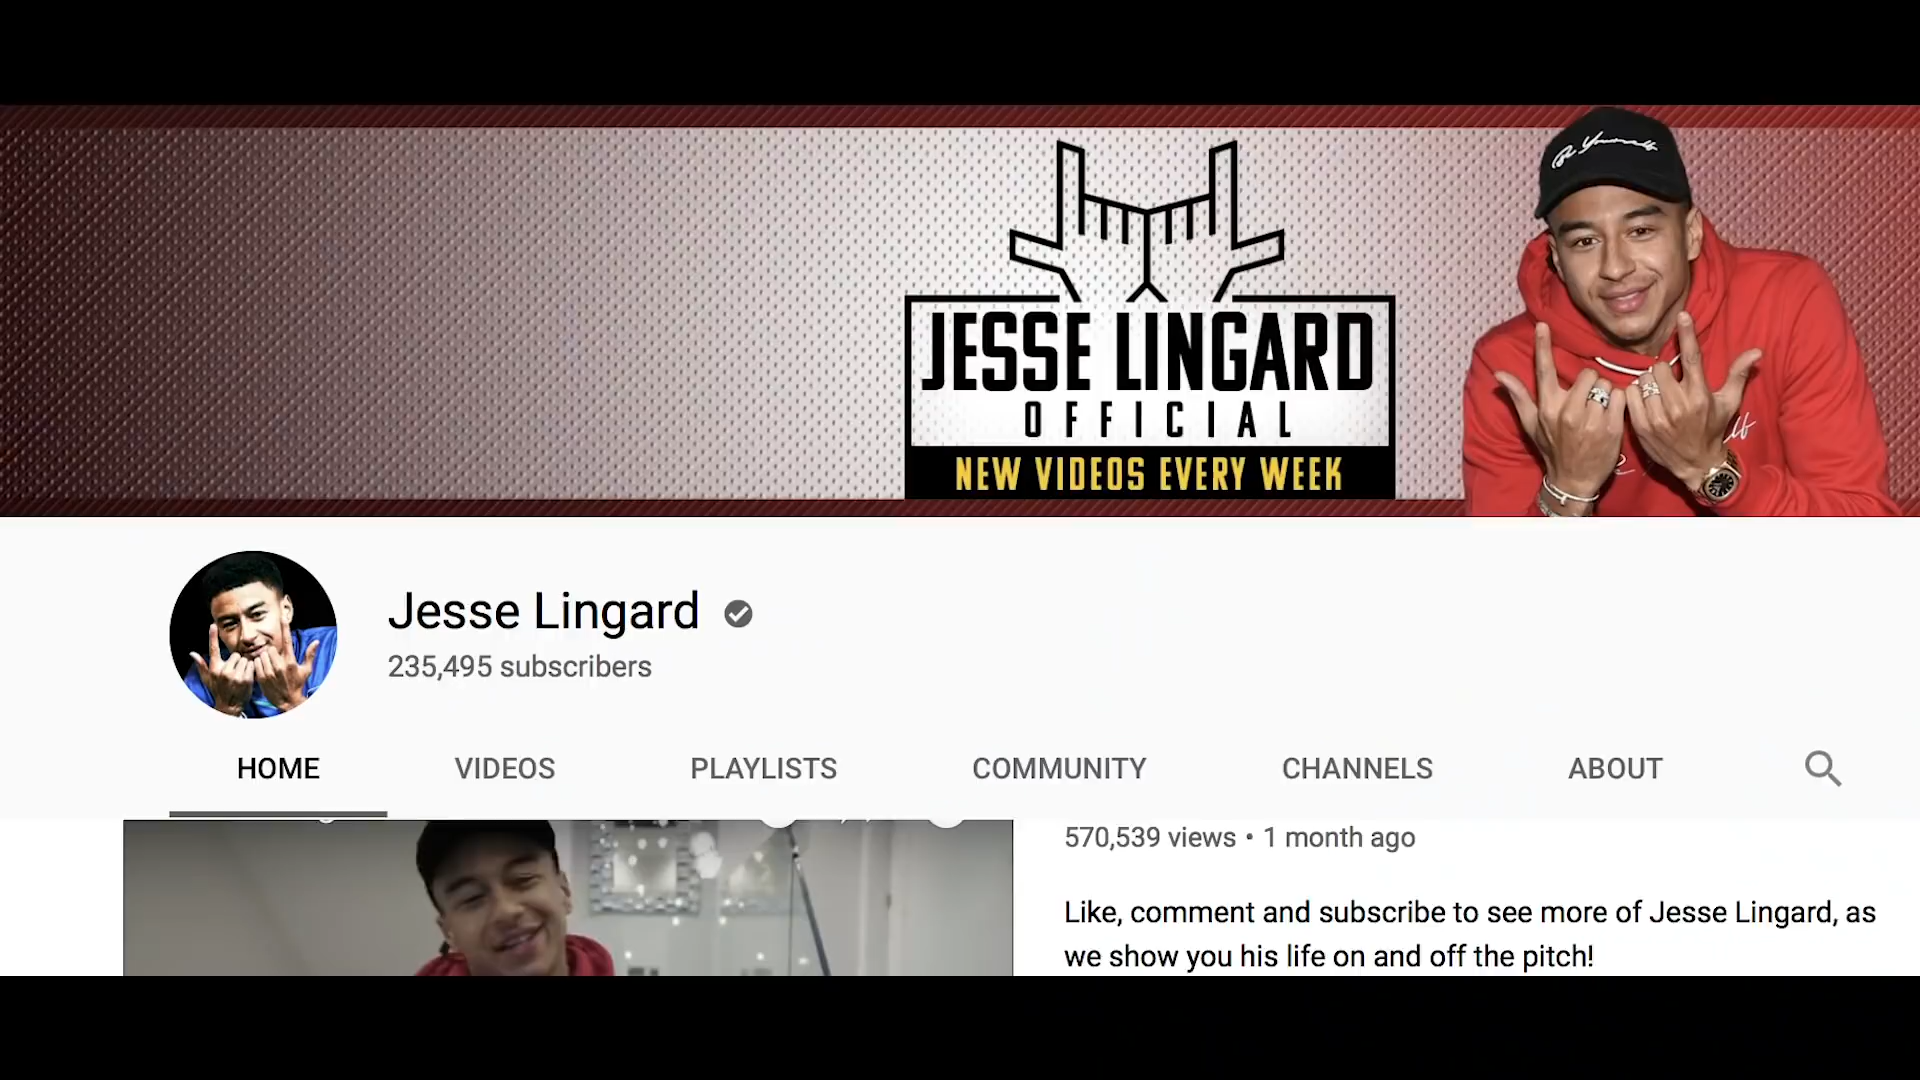 Be Yourself
JESSE LINGARD
OFFICIAL
NEW VIDEOS EVERY WEEK
Jesse Lingard
235,495 subscribers
HOME VIDEOS PLAYLISTS COMMUNITY CHANNELS ABOUT
570,539 views • 1 month ago
Like, comment and subscribe to see more of Jesse Lingard, as
we show you his life on and off the pitch!